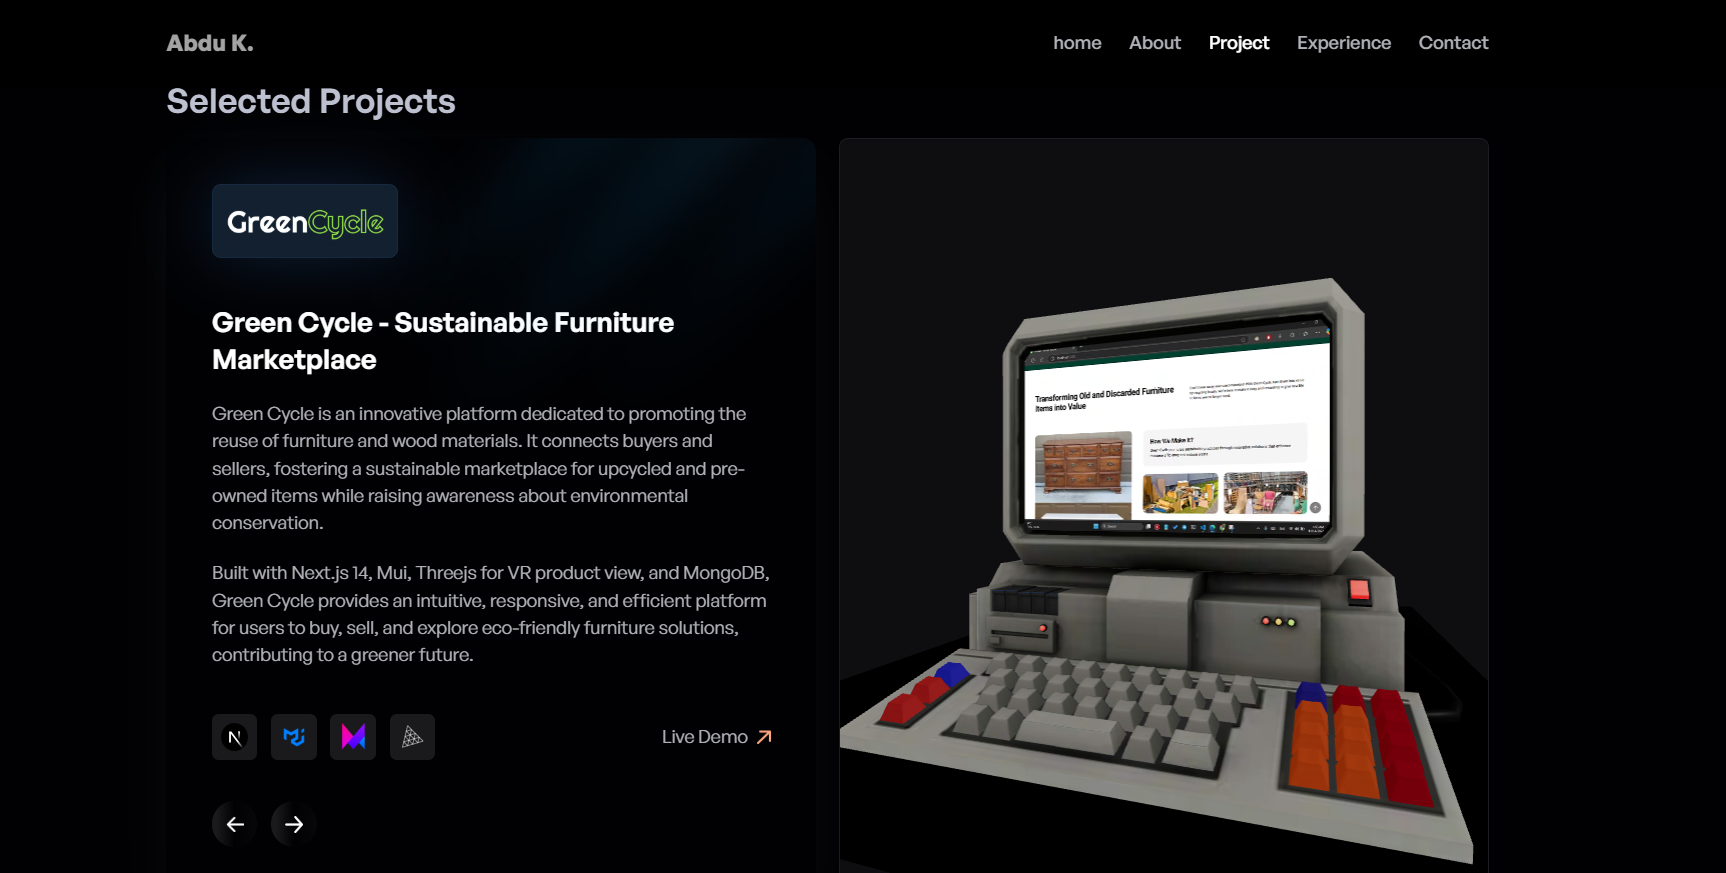 Abdu K.
home About Project Experience Contact
Selected Projects
GreenCycle
Green Cycle - Sustainable Furniture
Marketplace
Green Cycle is an innovative platform dedicated to promoting the
reuse of furniture and wood materials. It connects buyers and
sellers, fostering a sustainable marketplace for upcycled and pre-
owned items while raising awareness about environmental
conservation.
Built with Next.js 14, Mui, Threejs for VR product view, and MongoDB,
Green Cycle provides an intuitive, responsive, and efficient platform
for users to buy, sell, and explore eco-friendly furniture solutions,
contributing to a greener future.
Live Demo
Transforming Old and Discarded Furniture
Items into Value
How We Make It?